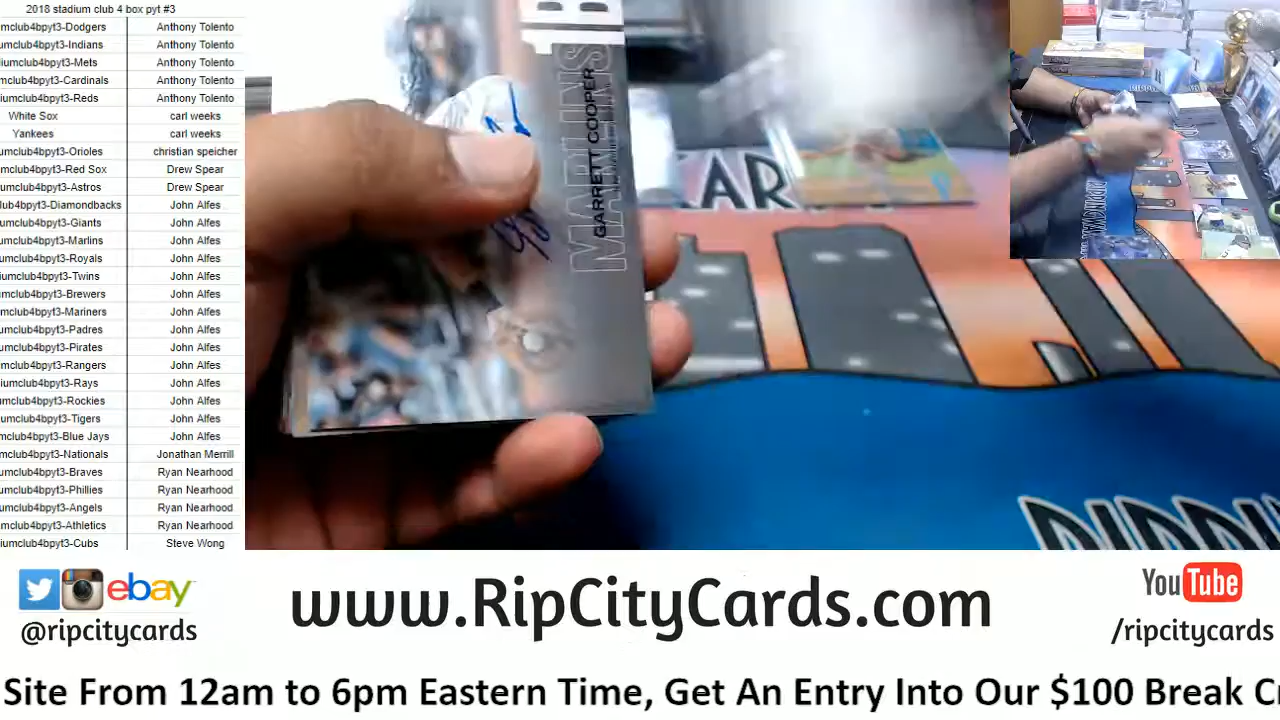 2018 stadium club 4 box pyt #3
umclub4bpyt3-Dodgers Anthony Tolento
umclub4bpyt3-Indians Anthony Tolento
iumclub4bpyt3-Mets Anthony Tolento
mclub4bpyt3-Cardinals Anthony Tolento
iumclub4bpyt3-Reds Anthony Tolento
White Sox carl weeks
Yankees carl weeks
umclub4bpyt3-Orioles christian speicher
mclub4bpyt3-Red Sox Drew Spear
umclub4bpyt3-Astros Drew Spear
lub4bpyt3-Diamondbacks John Alfes
umclub4bpyt3-Giants John Alfes
umclub4bpyt3-Marlins John Alfes
umclub4bpyt3-Royals John Alfes
iumclub4bpyt3-Twins John Alfes
mclub4bpyt3-Brewers John Alfes
mclub4bpyt3-Mariners John Alfes
umclub4bpyt3-Padres John Alfes
umclub4bpyt3-Pirates John Alfes
mclub4bpyt3-Rangers John Alfes
iumclub4bpyt3-Rays John Alfes
mclub4bpyt3-Rockies John Alfes
umclub4bpyt3-Tigers John Alfes
mclub4bpyt3-Blue Jays John Alfes
mclub4bpyt3-Nationals Jonathan Merrill
umclub4bpyt3-Braves Ryan Nearhood
umclub4bpyt3-Phillies Ryan Nearhood
umclub4bpyt3-Angels Ryan Nearhood
mclub4bpyt3-Athletics Ryan Nearhood
iumclub4bpyt3-Cubs Steve Wong
GARRETT COOPER
MARLINS
ebay
@ripcitycards
www.RipCityCards.com
YouTube
/ripcitycards
Site From 12am to 6pm Eastern Time, Get An Entry Into Our $100 Break C